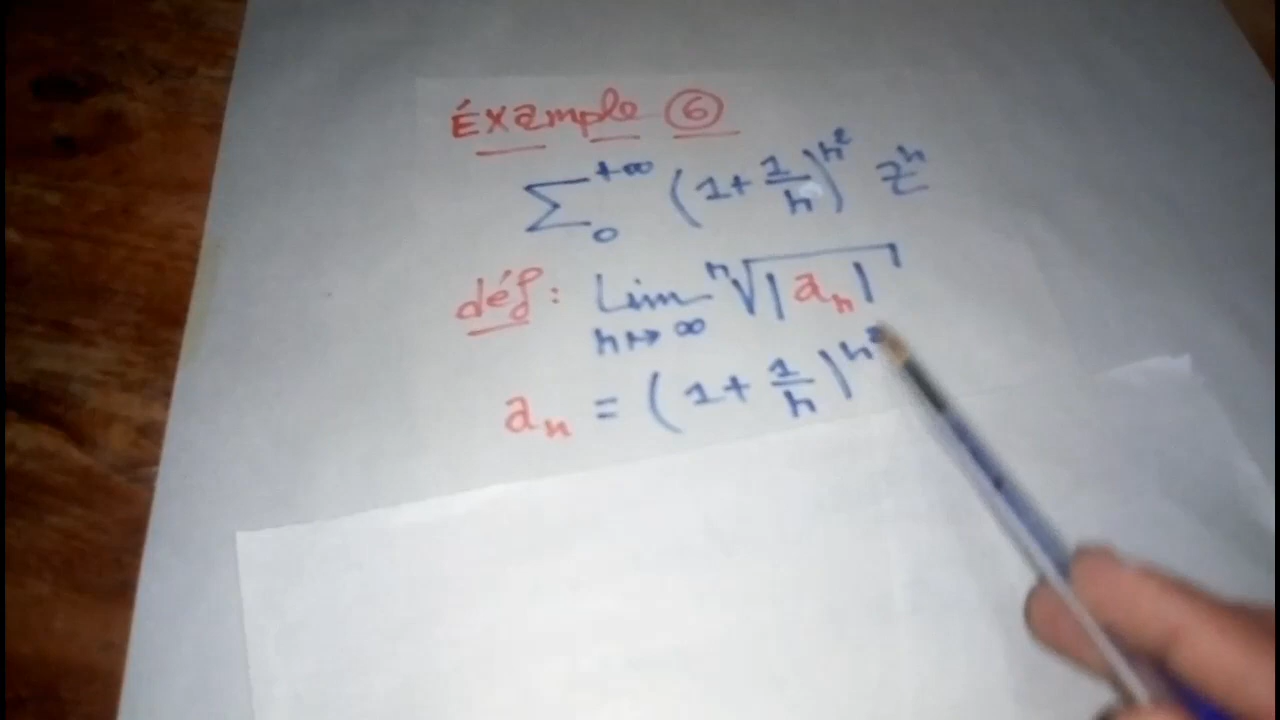 Éxample ⑥
∑₀^{+∞} (1+1/n)^{n²} zⁿ
déf: Lim_{n↦∞} ⁿ√|aₙ|
aₙ = (1+1/n)^{n²}